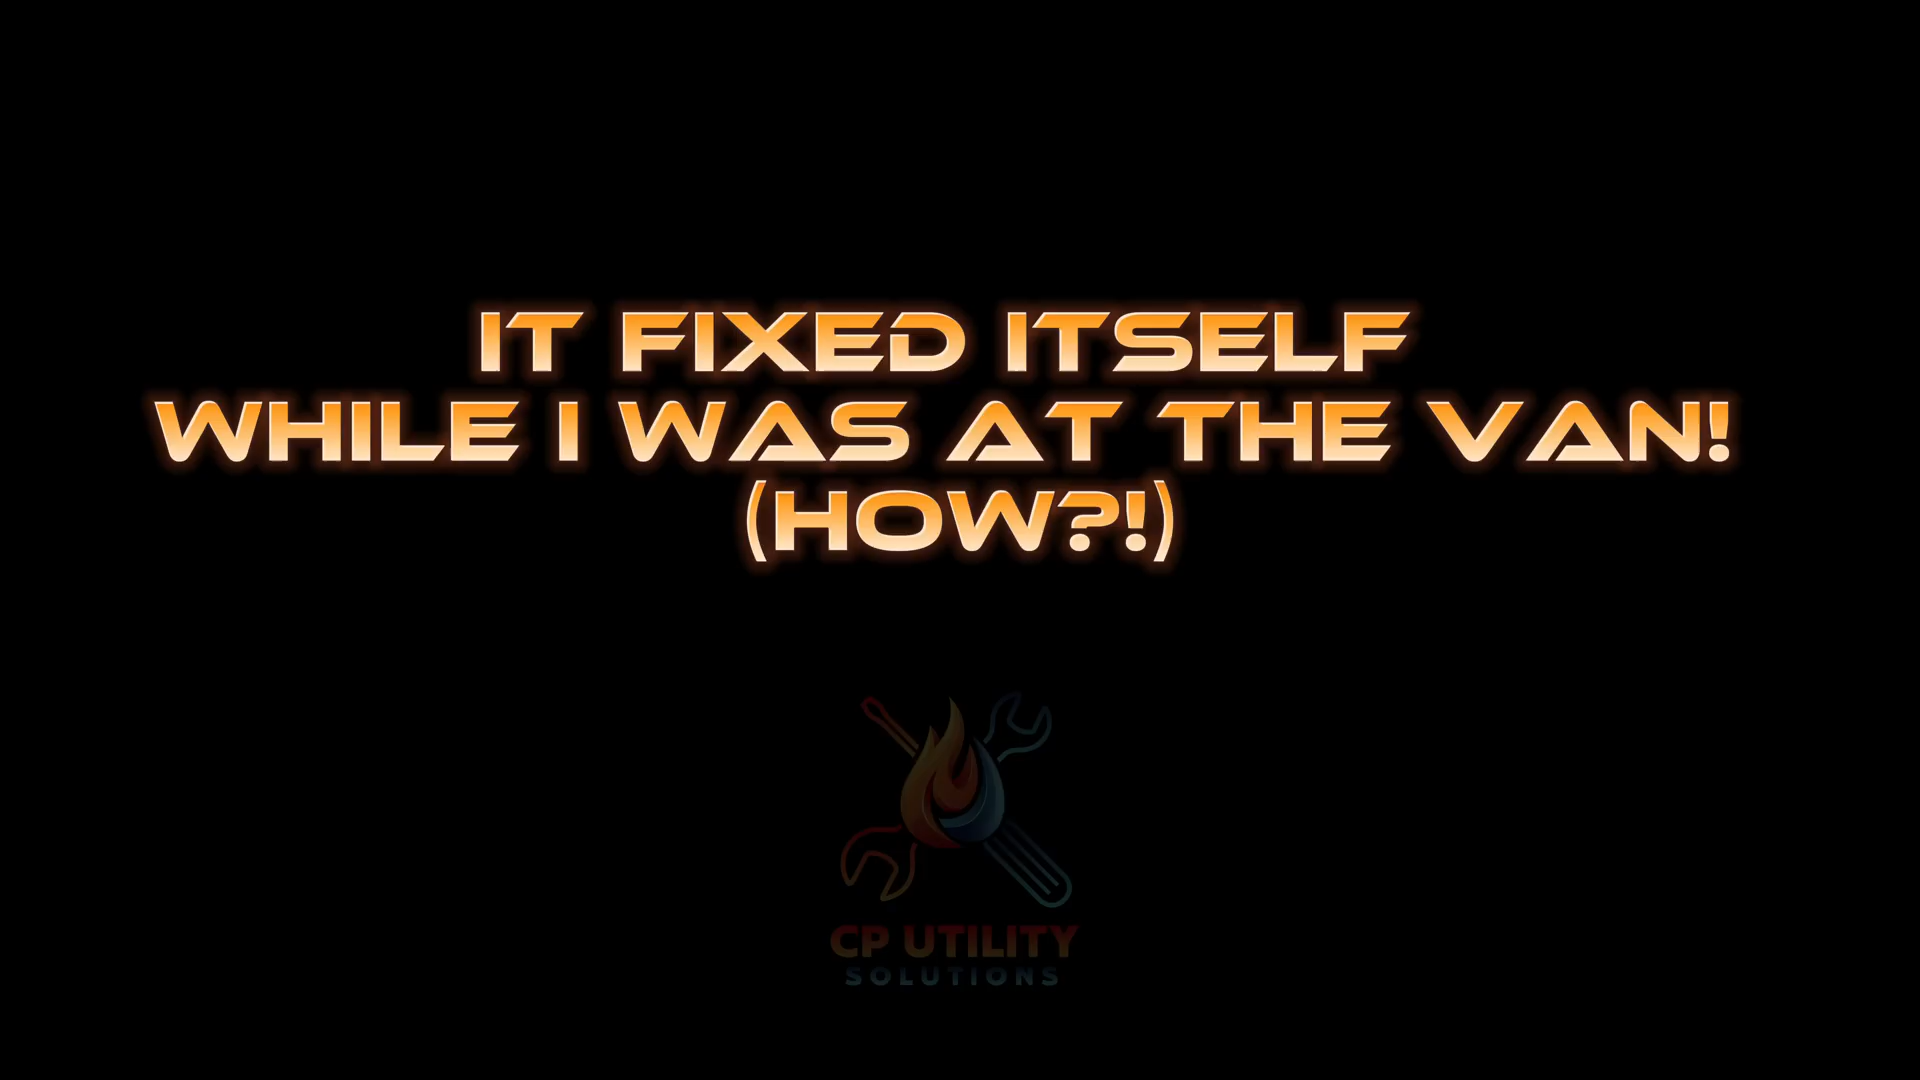 IT FIXED ITSELF
WHILE I WAS AT THE VAN!
(HOW?!)
CP UTILITY
SOLUTIONS